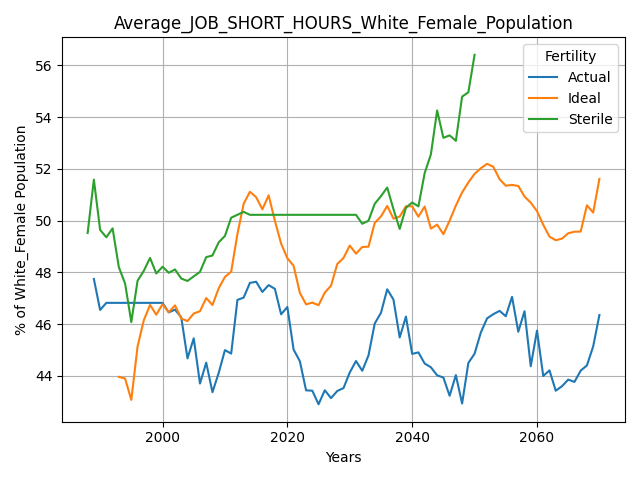 Average_JOB_SHORT_HOURS_White_Female_Population
Fertility
Actual
Ideal
Sterile
% of White_Female Population
56
54
52
50
48
46
44
2000
2020
2040
2060
Years